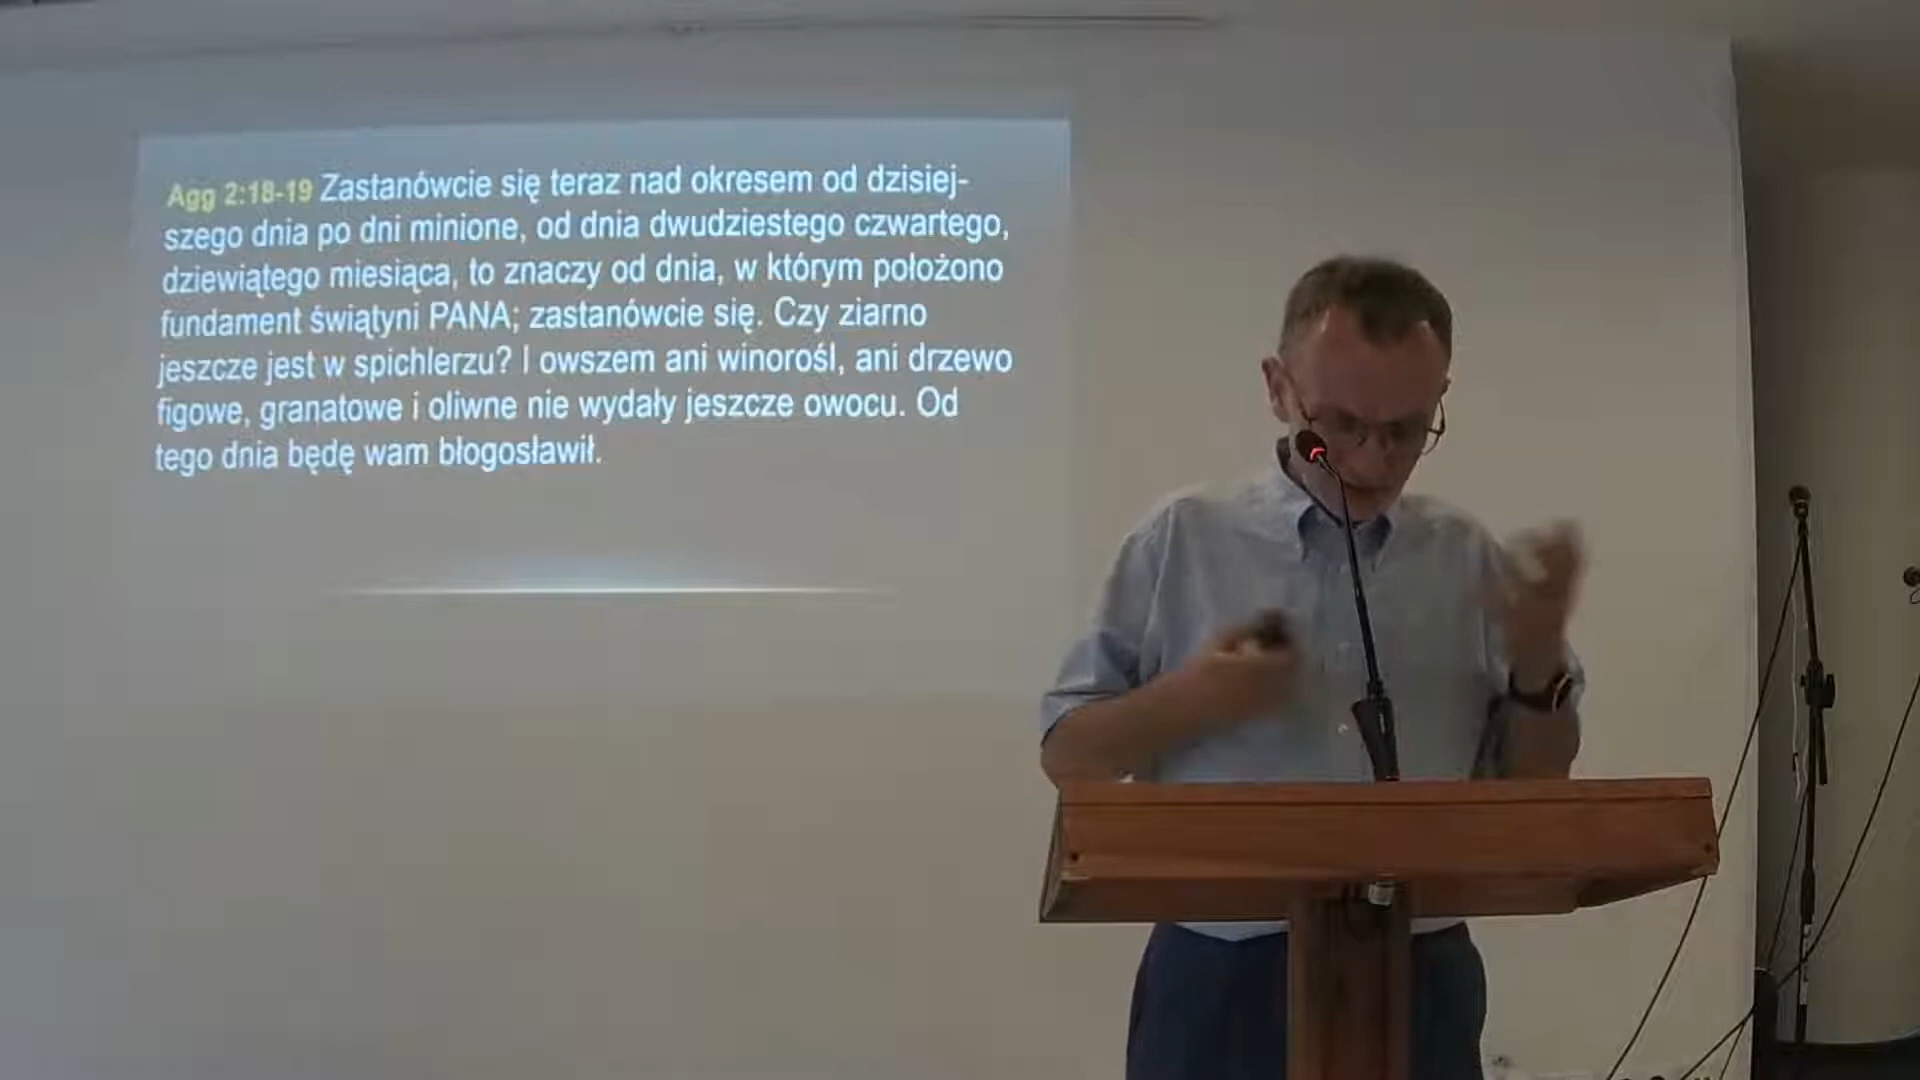 Agg 2:18-19 Zastanówcie się teraz nad okresem od dzisiej-
szego dnia po dni minione, od dnia dwudziestego czwartego,
dziewiątego miesiąca, to znaczy od dnia, w którym położono
fundament świątyni PANA; zastanówcie się. Czy ziarno
jeszcze jest w spichlerzu? I owszem ani winorośl, ani drzewo
figowe, granatowe i oliwne nie wydały jeszcze owocu. Od
tego dnia będę wam błogosławił.